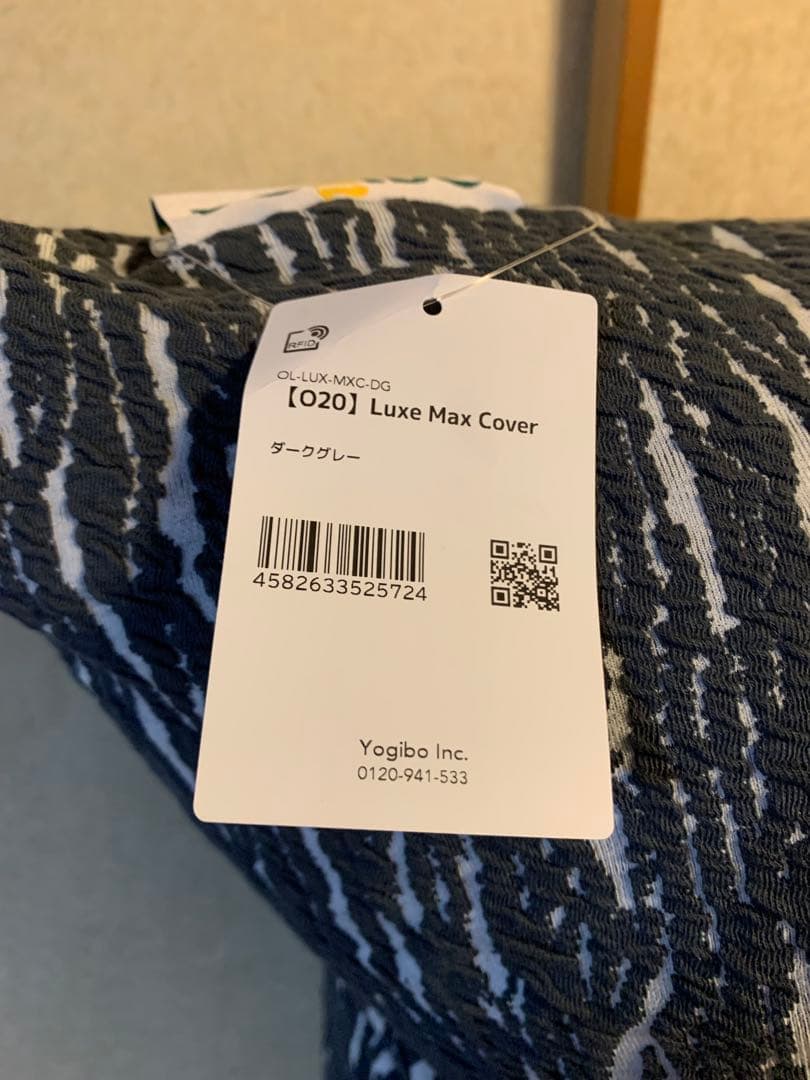 RFID
OL-LUX-MXC-DG
【O20】Luxe Max Cover
ダークグレー
4582633525724
Yogibo Inc.
0120-941-533